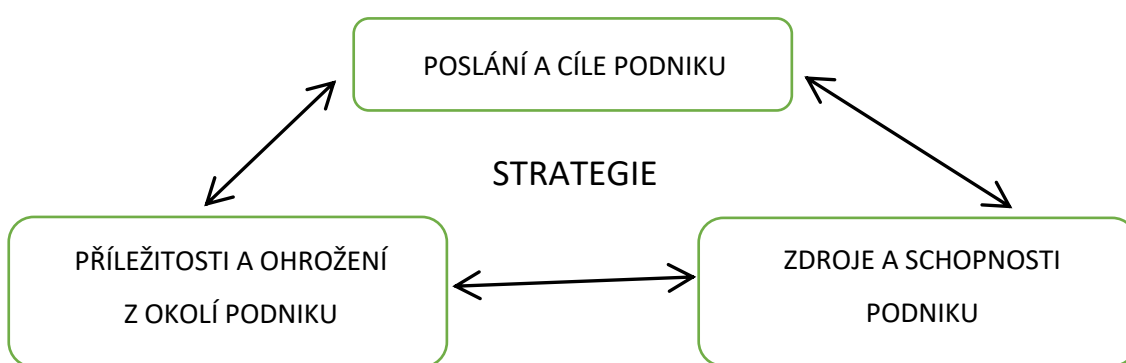 POSLÁNÍ A CÍLE PODNIKU
STRATEGIE
PŘÍLEŽITOSTI A OHROŽENÍ
Z OKOLÍ PODNIKU
ZDROJE A SCHOPNOSTI
PODNIKU